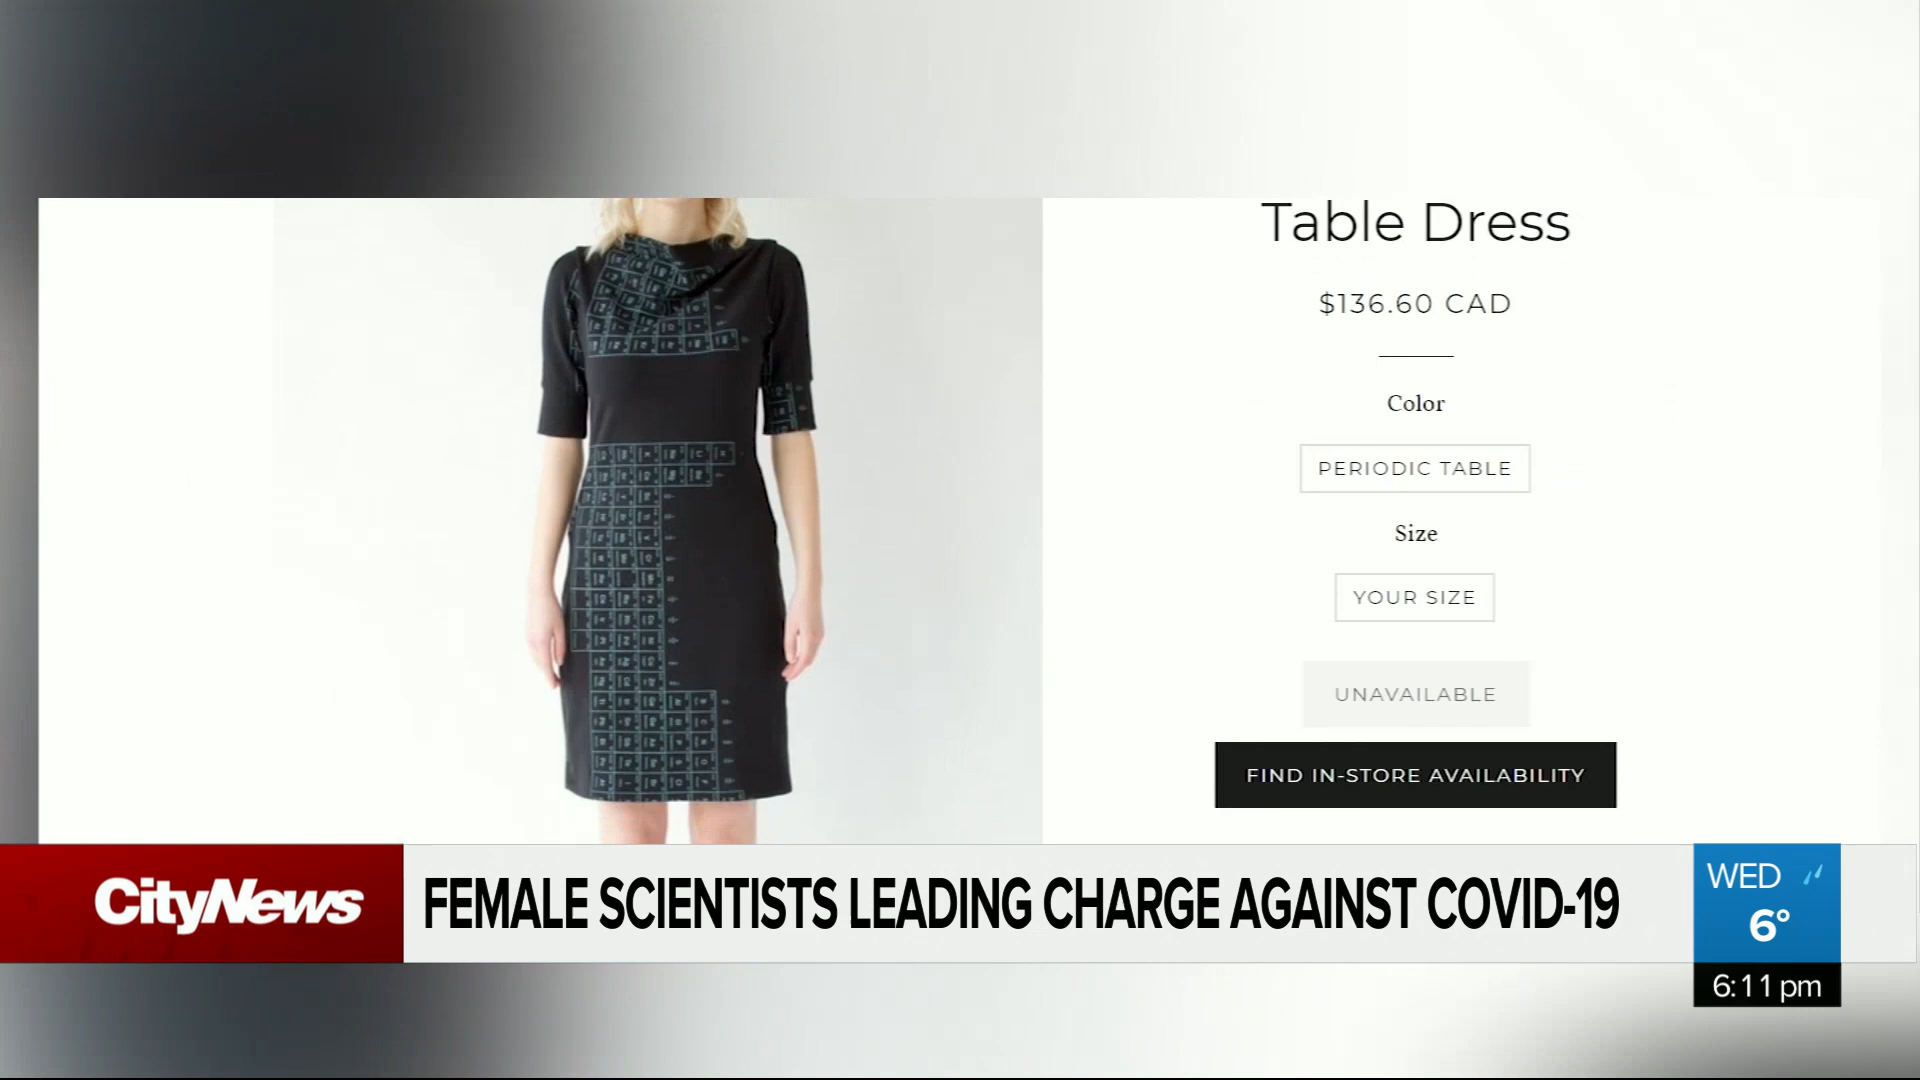 Table Dress
$136.60 CAD
Color
PERIODIC TABLE
Size
YOUR SIZE
UNAVAILABLE
FIND IN-STORE AVAILABILITY
CityNews
FEMALE SCIENTISTS LEADING CHARGE AGAINST COVID-19
WED
6°
6:11 pm